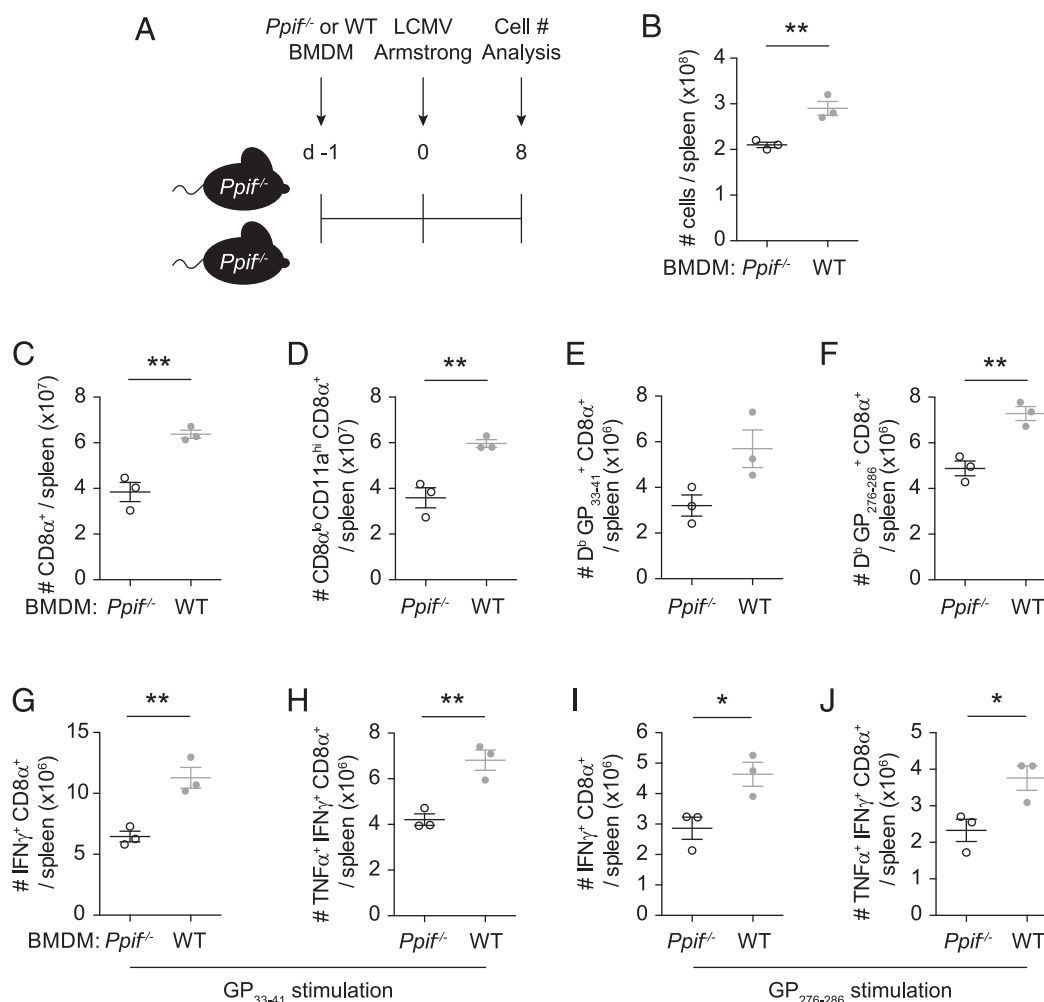 A
Ppif-/- or WT
BMDM
LCMV
Armstrong
Cell #
Analysis
d -1
0
8
Ppif-/-
Ppif-/-
B
**
# cells / spleen (x10⁸)
4
3
2
1
0
BMDM: Ppif-/- WT
C
**
# CD8α⁺ / spleen (x10⁷)
8
6
4
2
0
BMDM: Ppif-/- WT
D
**
# CD8αˡᵒ CD11aʰⁱ CD8α⁺
/ spleen (x10⁷)
8
6
4
2
0
Ppif-/- WT
E
# Dᵇ GP₃₃₋₄₁⁺ CD8α⁺
/ spleen (x10⁶)
8
6
4
2
0
Ppif-/- WT
F
**
# Dᵇ GP₂₇₆₋₂₈₆⁺ CD8α⁺
/ spleen (x10⁶)
8
6
4
2
0
Ppif-/- WT
G
**
# IFNγ⁺ CD8α⁺
/ spleen (x10⁶)
15
10
5
0
BMDM: Ppif-/- WT
H
**
# TNFα⁺ IFNγ⁺ CD8α⁺
/ spleen (x10⁶)
8
6
4
2
0
Ppif-/- WT
GP₃₃₋₄₁ stimulation
I
*
# IFNγ⁺ CD8α⁺
/ spleen (x10⁶)
6
5
4
3
2
1
0
Ppif-/- WT
J
*
# TNFα⁺ IFNγ⁺ CD8α⁺
/ spleen (x10⁶)
5
4
3
2
1
0
Ppif-/- WT
GP₂₇₆₋₂₈₆ stimulation